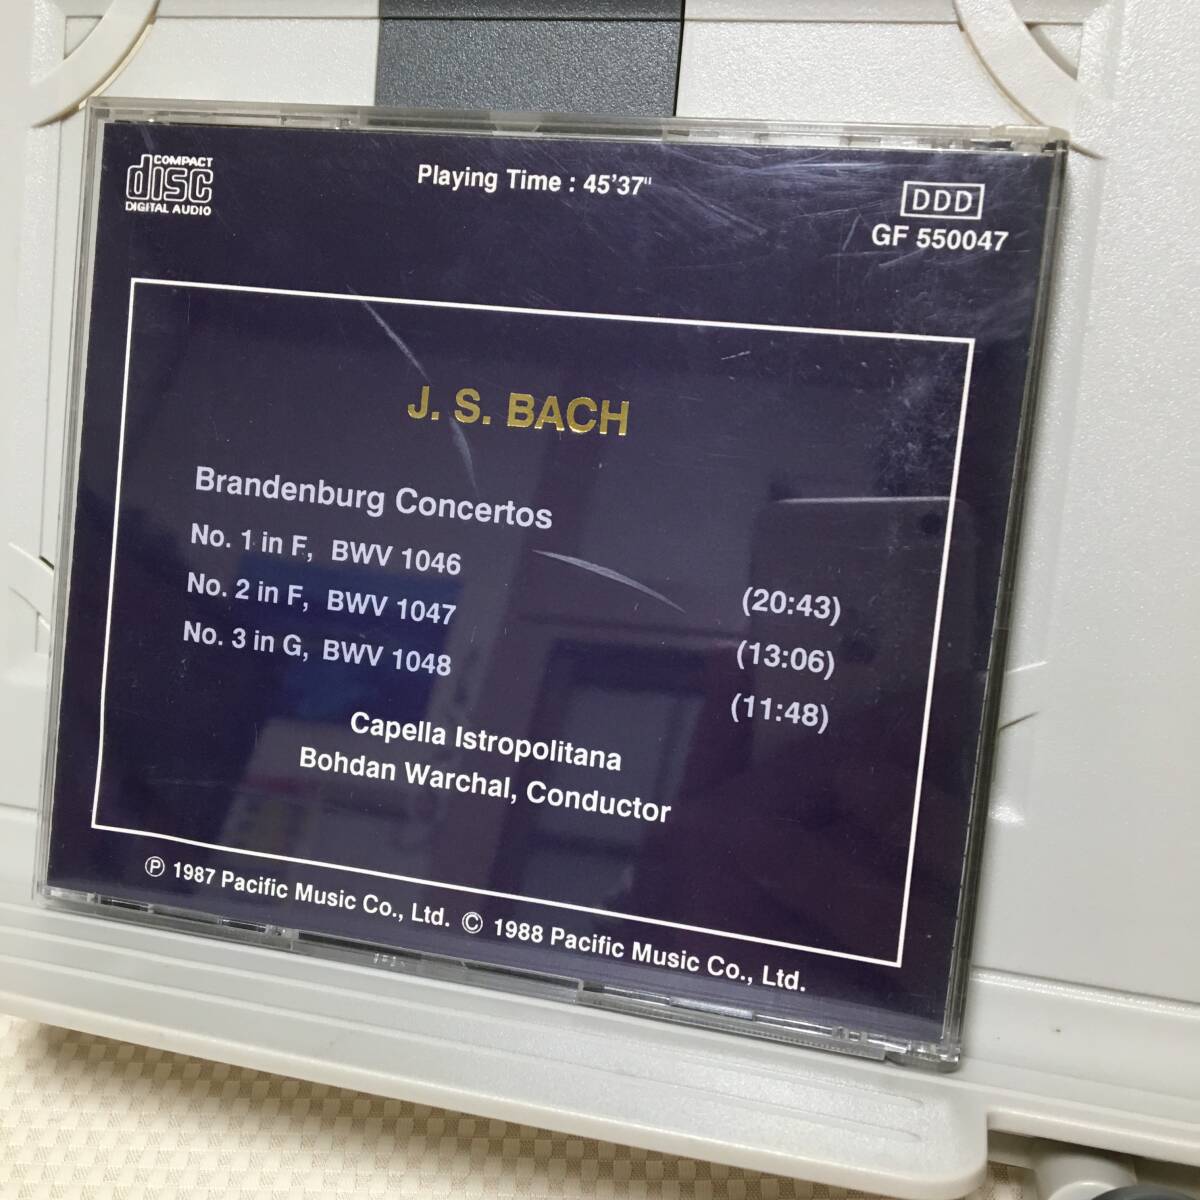 COMPACT
disc
DIGITAL AUDIO
Playing Time : 45'37"
DDD
GF 550047
J. S. BACH
Brandenburg Concertos
No. 1 in F, BWV 1046 (20:43)
No. 2 in F, BWV 1047 (13:06)
No. 3 in G, BWV 1048 (11:48)
Capella Istropolitana
Bohdan Warchal, Conductor
℗ 1987 Pacific Music Co., Ltd. © 1988 Pacific Music Co., Ltd.